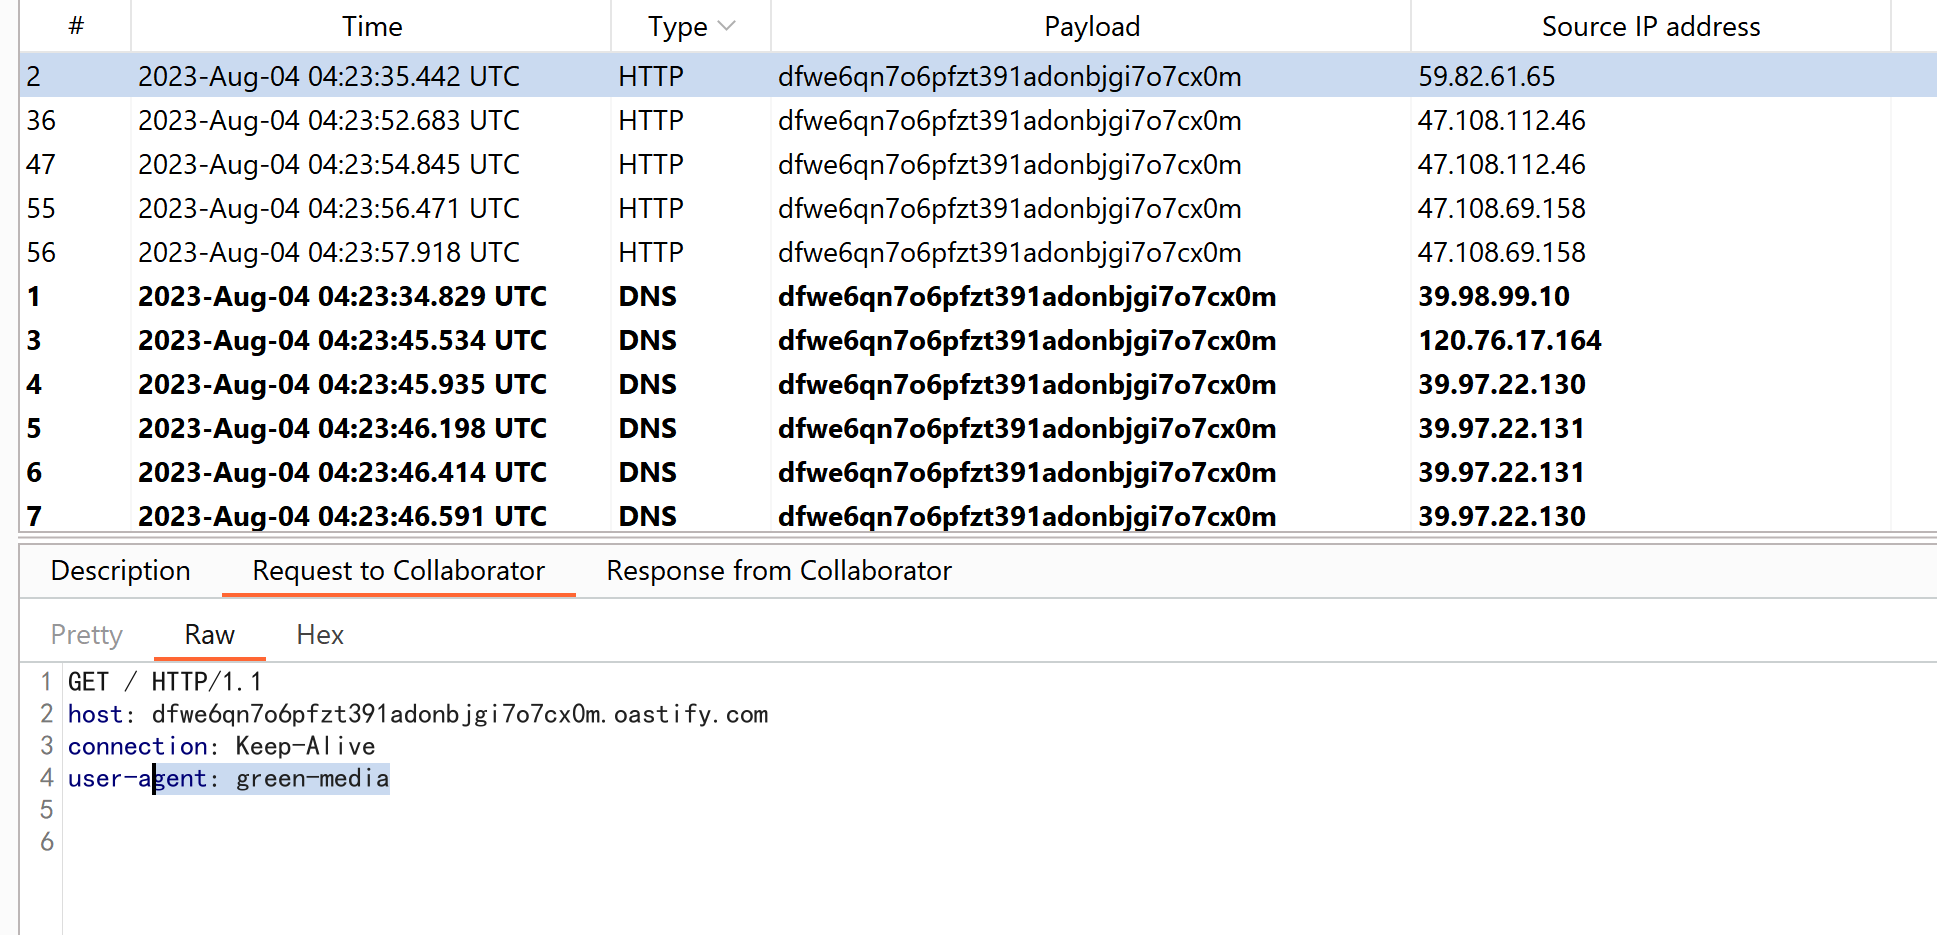 # Time Type Payload Source IP address
2 2023-Aug-04 04:23:35.442 UTC HTTP dfwe6qn7o6pfzt391adonbjgi7o7cx0m 59.82.61.65
36 2023-Aug-04 04:23:52.683 UTC HTTP dfwe6qn7o6pfzt391adonbjgi7o7cx0m 47.108.112.46
47 2023-Aug-04 04:23:54.845 UTC HTTP dfwe6qn7o6pfzt391adonbjgi7o7cx0m 47.108.112.46
55 2023-Aug-04 04:23:56.471 UTC HTTP dfwe6qn7o6pfzt391adonbjgi7o7cx0m 47.108.69.158
56 2023-Aug-04 04:23:57.918 UTC HTTP dfwe6qn7o6pfzt391adonbjgi7o7cx0m 47.108.69.158
1 2023-Aug-04 04:23:34.829 UTC DNS dfwe6qn7o6pfzt391adonbjgi7o7cx0m 39.98.99.10
3 2023-Aug-04 04:23:45.534 UTC DNS dfwe6qn7o6pfzt391adonbjgi7o7cx0m 120.76.17.164
4 2023-Aug-04 04:23:45.935 UTC DNS dfwe6qn7o6pfzt391adonbjgi7o7cx0m 39.97.22.130
5 2023-Aug-04 04:23:46.198 UTC DNS dfwe6qn7o6pfzt391adonbjgi7o7cx0m 39.97.22.131
6 2023-Aug-04 04:23:46.414 UTC DNS dfwe6qn7o6pfzt391adonbjgi7o7cx0m 39.97.22.131
7 2023-Aug-04 04:23:46.591 UTC DNS dfwe6qn7o6pfzt391adonbjgi7o7cx0m 39.97.22.130
Description Request to Collaborator Response from Collaborator
Pretty Raw Hex
1 GET / HTTP/1.1
2 host: dfwe6qn7o6pfzt391adonbjgi7o7cx0m.oastify.com
3 connection: Keep-Alive
4 user-agent: green-media
5
6